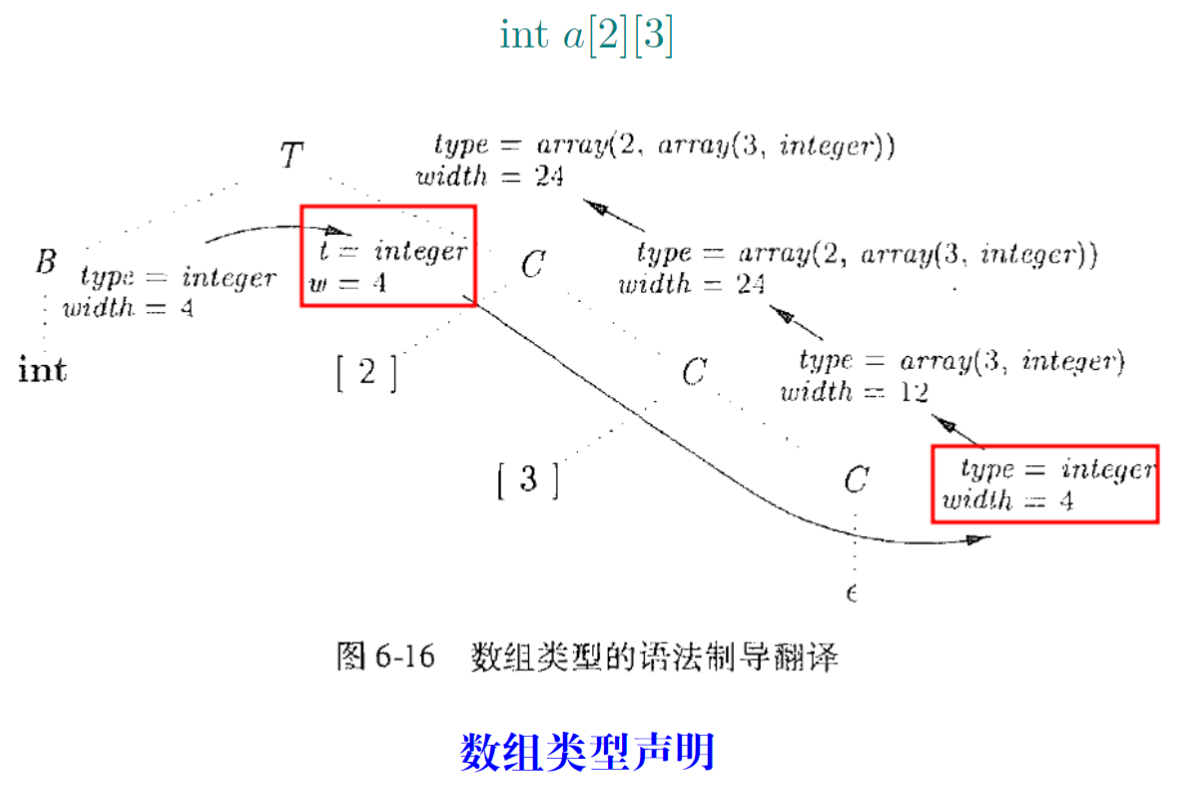 int a[2][3]
T
type = array(2, array(3, integer))
width = 24
B
type = integer
width = 4
t = integer
w = 4
C
type = array(2, array(3, integer))
width = 24
int
[ 2 ]
C
type = array(3, integer)
width = 12
[ 3 ]
C
type = integer
width = 4
ϵ
图 6-16 数组类型的语法制导翻译
数组类型声明